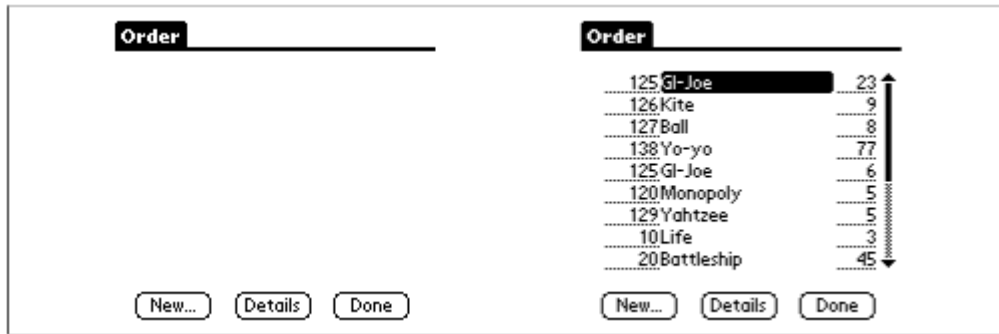 Order
New... Details Done
Order
125 GI-Joe 23
126 Kite 9
127 Ball 8
138 Yo-yo 77
125 GI-Joe 6
120 Monopoly 5
129 Yahtzee 5
10 Life 3
20 Battleship 45
New... Details Done